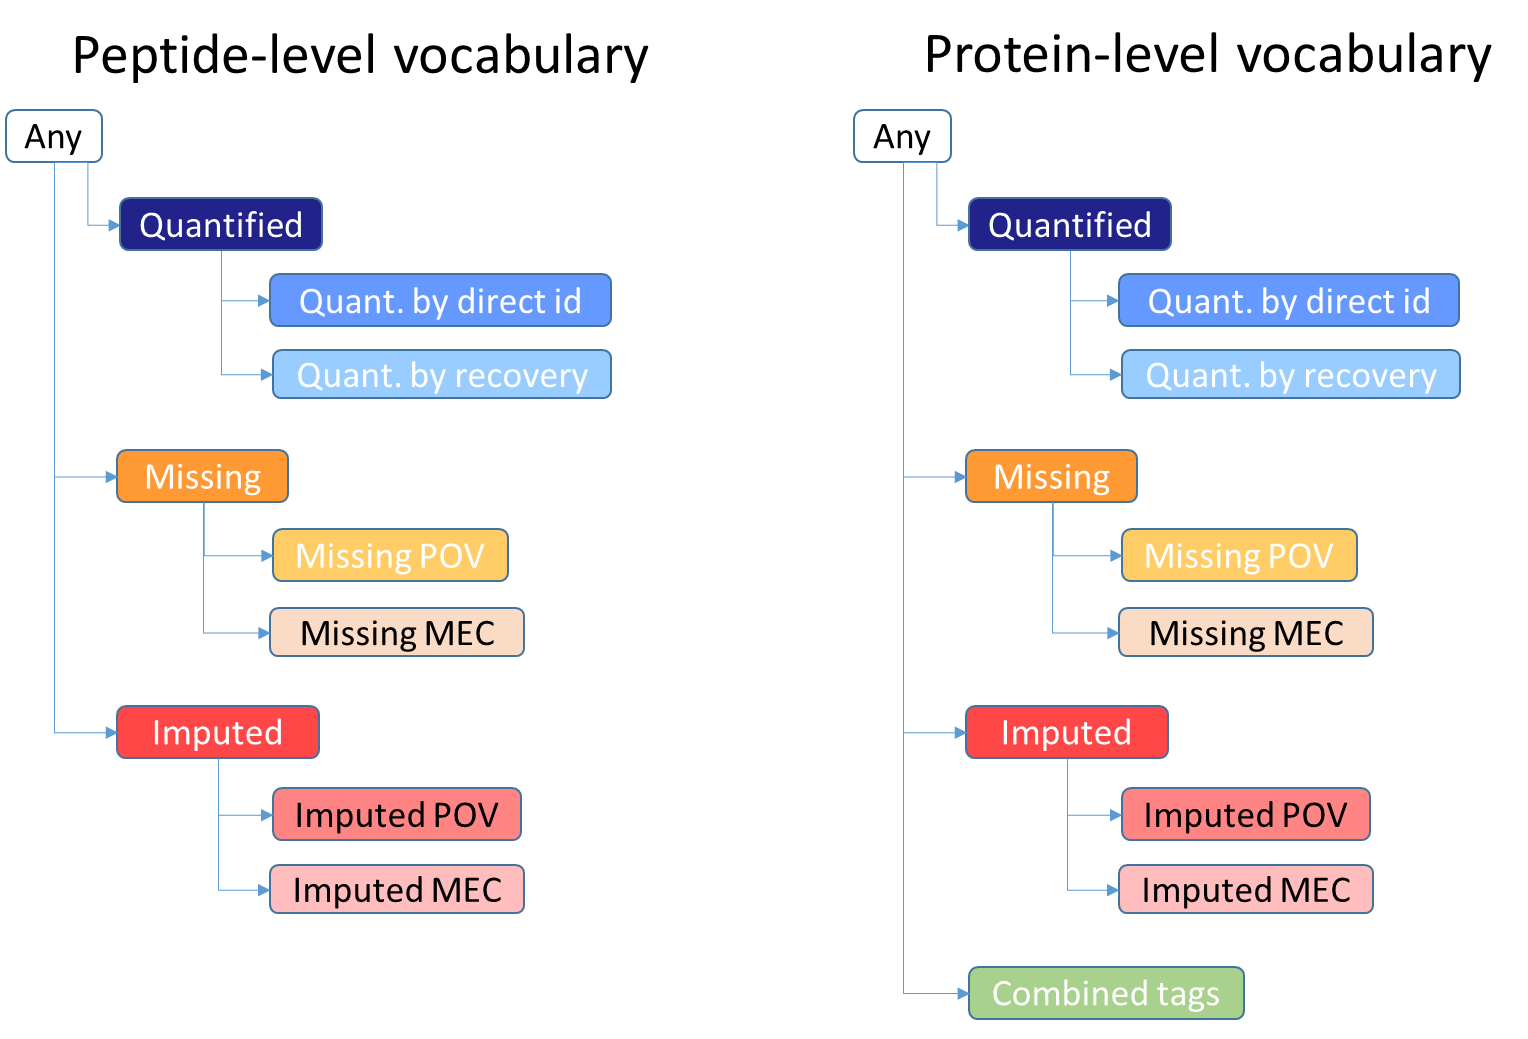 Peptide-level vocabulary
Any
Quantified
Quant. by direct id
Quant. by recovery
Missing
Missing POV
Missing MEC
Imputed
Imputed POV
Imputed MEC
Protein-level vocabulary
Any
Quantified
Quant. by direct id
Quant. by recovery
Missing
Missing POV
Missing MEC
Imputed
Imputed POV
Imputed MEC
Combined tags